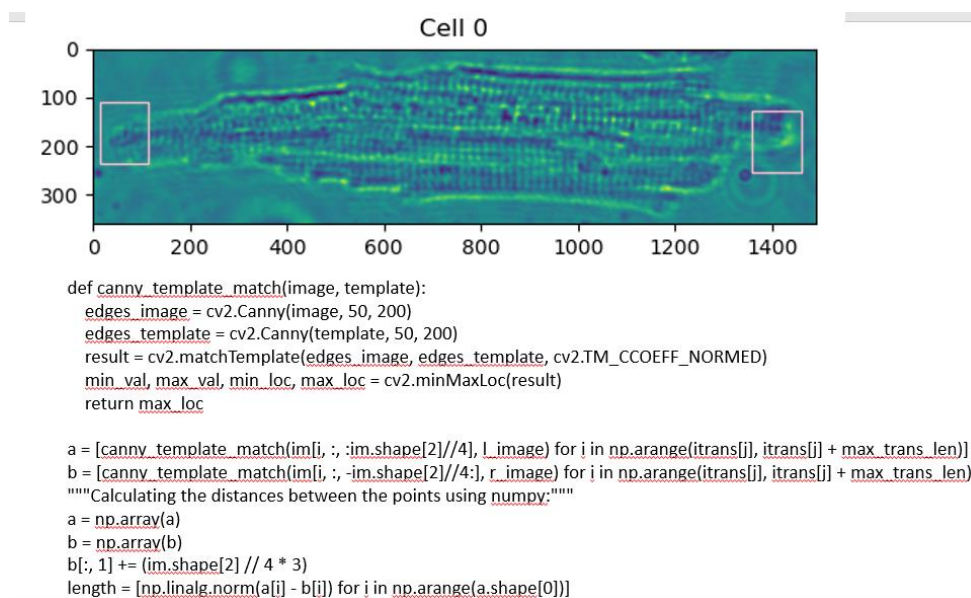 Cell 0
0
100
200
300
0 200 400 600 800 1000 1200 1400
def canny_template_match(image, template):
edges_image = cv2.Canny(image, 50, 200)
edges_template = cv2.Canny(template, 50, 200)
result = cv2.matchTemplate(edges_image, edges_template, cv2.TM_CCOEFF_NORMED)
min_val, max_val, min_loc, max_loc = cv2.minMaxLoc(result)
return max_loc
a = [canny_template_match(im[i, :, :im.shape[2]//4], l_image) for i in np.arange(itrans[j], itrans[j] + max_trans_len)]
b = [canny_template_match(im[i, :, -im.shape[2]//4:], r_image) for i in np.arange(itrans[j], itrans[j] + max_trans_len)
"""Calculating the distances between the points using numpy:"""
a = np.array(a)
b = np.array(b)
b[:, 1] += (im.shape[2] // 4 * 3)
length = [np.linalg.norm(a[i] - b[i]) for i in np.arange(a.shape[0])]